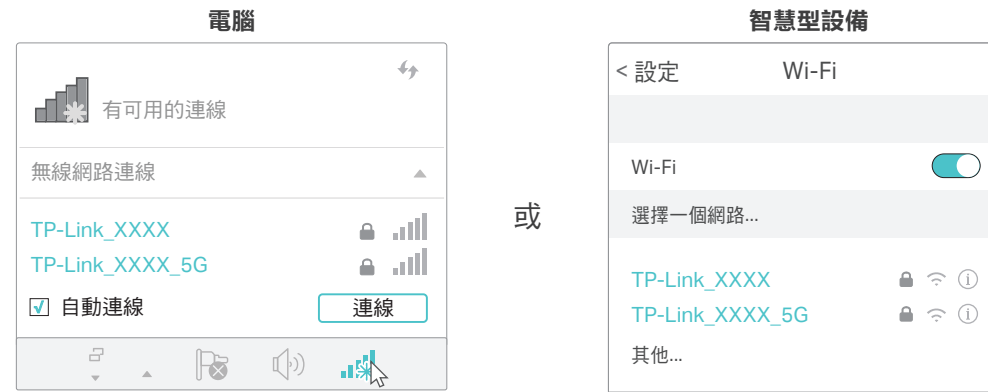 電腦
有可用的連線
無線網路連線
TP-Link_XXXX
TP-Link_XXXX_5G
自動連線
連線
或
智慧型設備
< 設定 Wi-Fi
Wi-Fi
選擇一個網路...
TP-Link_XXXX
TP-Link_XXXX_5G
其他...